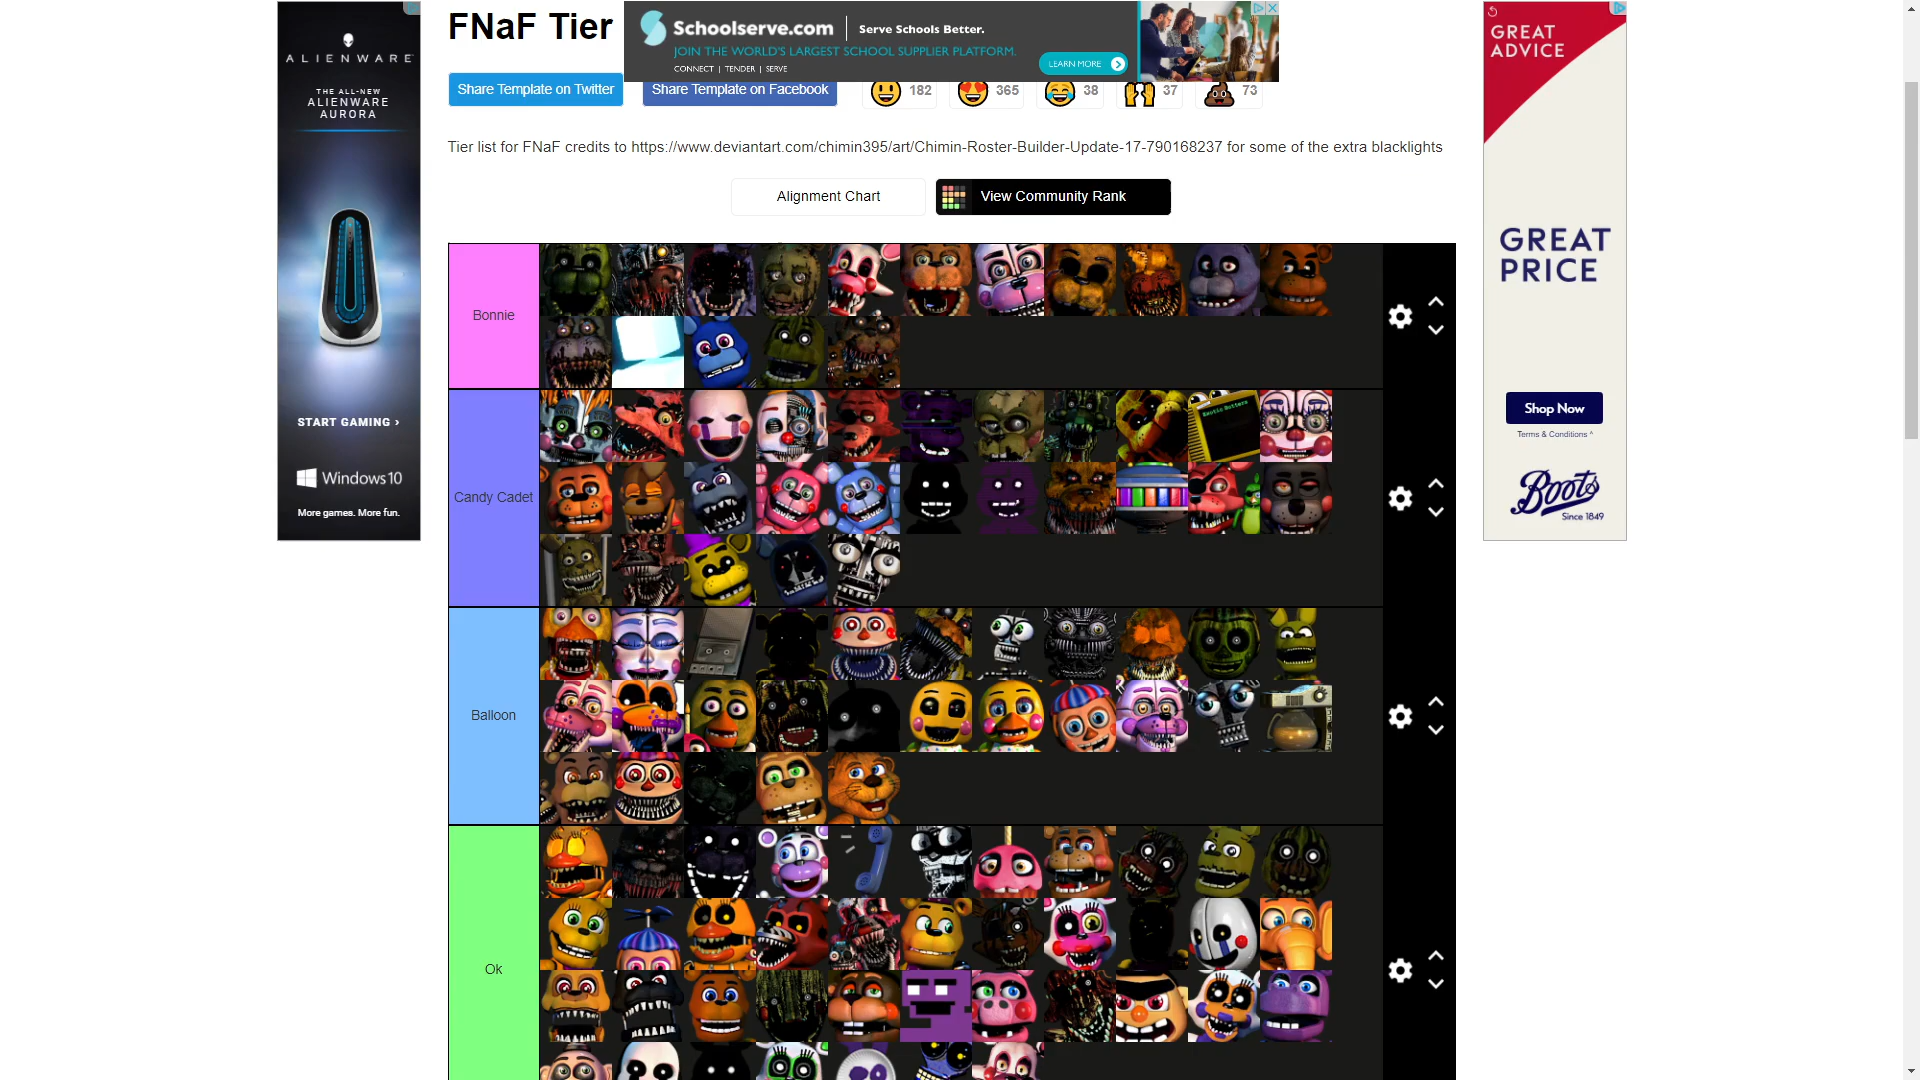 ALIENWARE
THE ALL-NEW
ALIENWARE
AURORA
START GAMING ›
Windows10
More games. More fun.
FNaF Tier
Schoolserve.com
Serve Schools Better.
JOIN THE WORLD'S LARGEST SCHOOL SUPPLIER PLATFORM.
CONNECT | TENDER | SERVE
LEARN MORE
Share Template on Twitter
Share Template on Facebook
182
365
38
37
73
Tier list for FNaF credits to https://www.deviantart.com/chimin395/art/Chimin-Roster-Builder-Update-17-790168237 for some of the extra blacklights
Alignment Chart
View Community Rank
Bonnie
Candy Cadet
Exotic Butters
Balloon
Ok
GREAT
ADVICE
GREAT
PRICE
Shop Now
Terms & Conditions ^
Boots
Since 1849